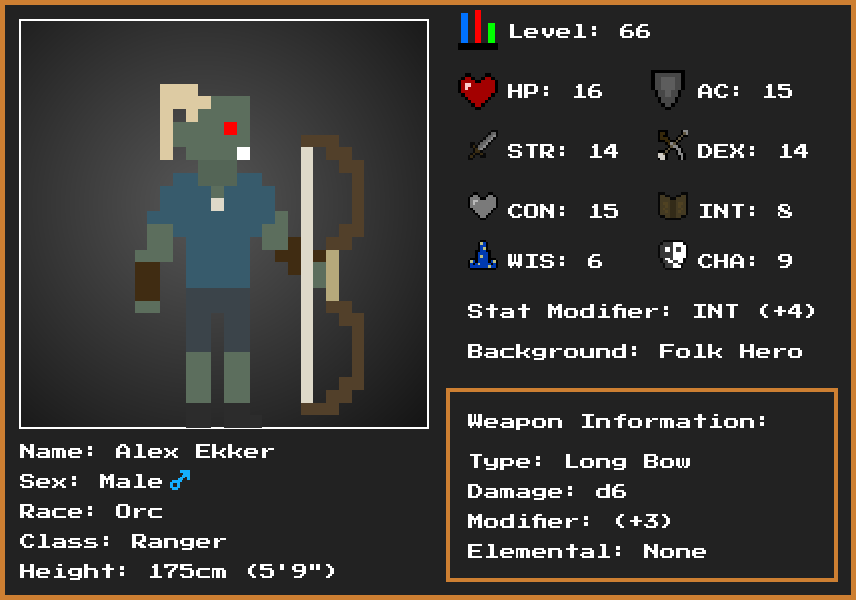 Level: 66
HP: 16
AC: 15
STR: 14
DEX: 14
CON: 15
INT: 8
WIS: 6
CHA: 9
Stat Modifier: INT (+4)
Background: Folk Hero
Weapon Information:
Type: Long Bow
Damage: d6
Modifier: (+3)
Elemental: None
Name: Alex Ekker
Sex: Male ♂
Race: Orc
Class: Ranger
Height: 175cm (5'9")